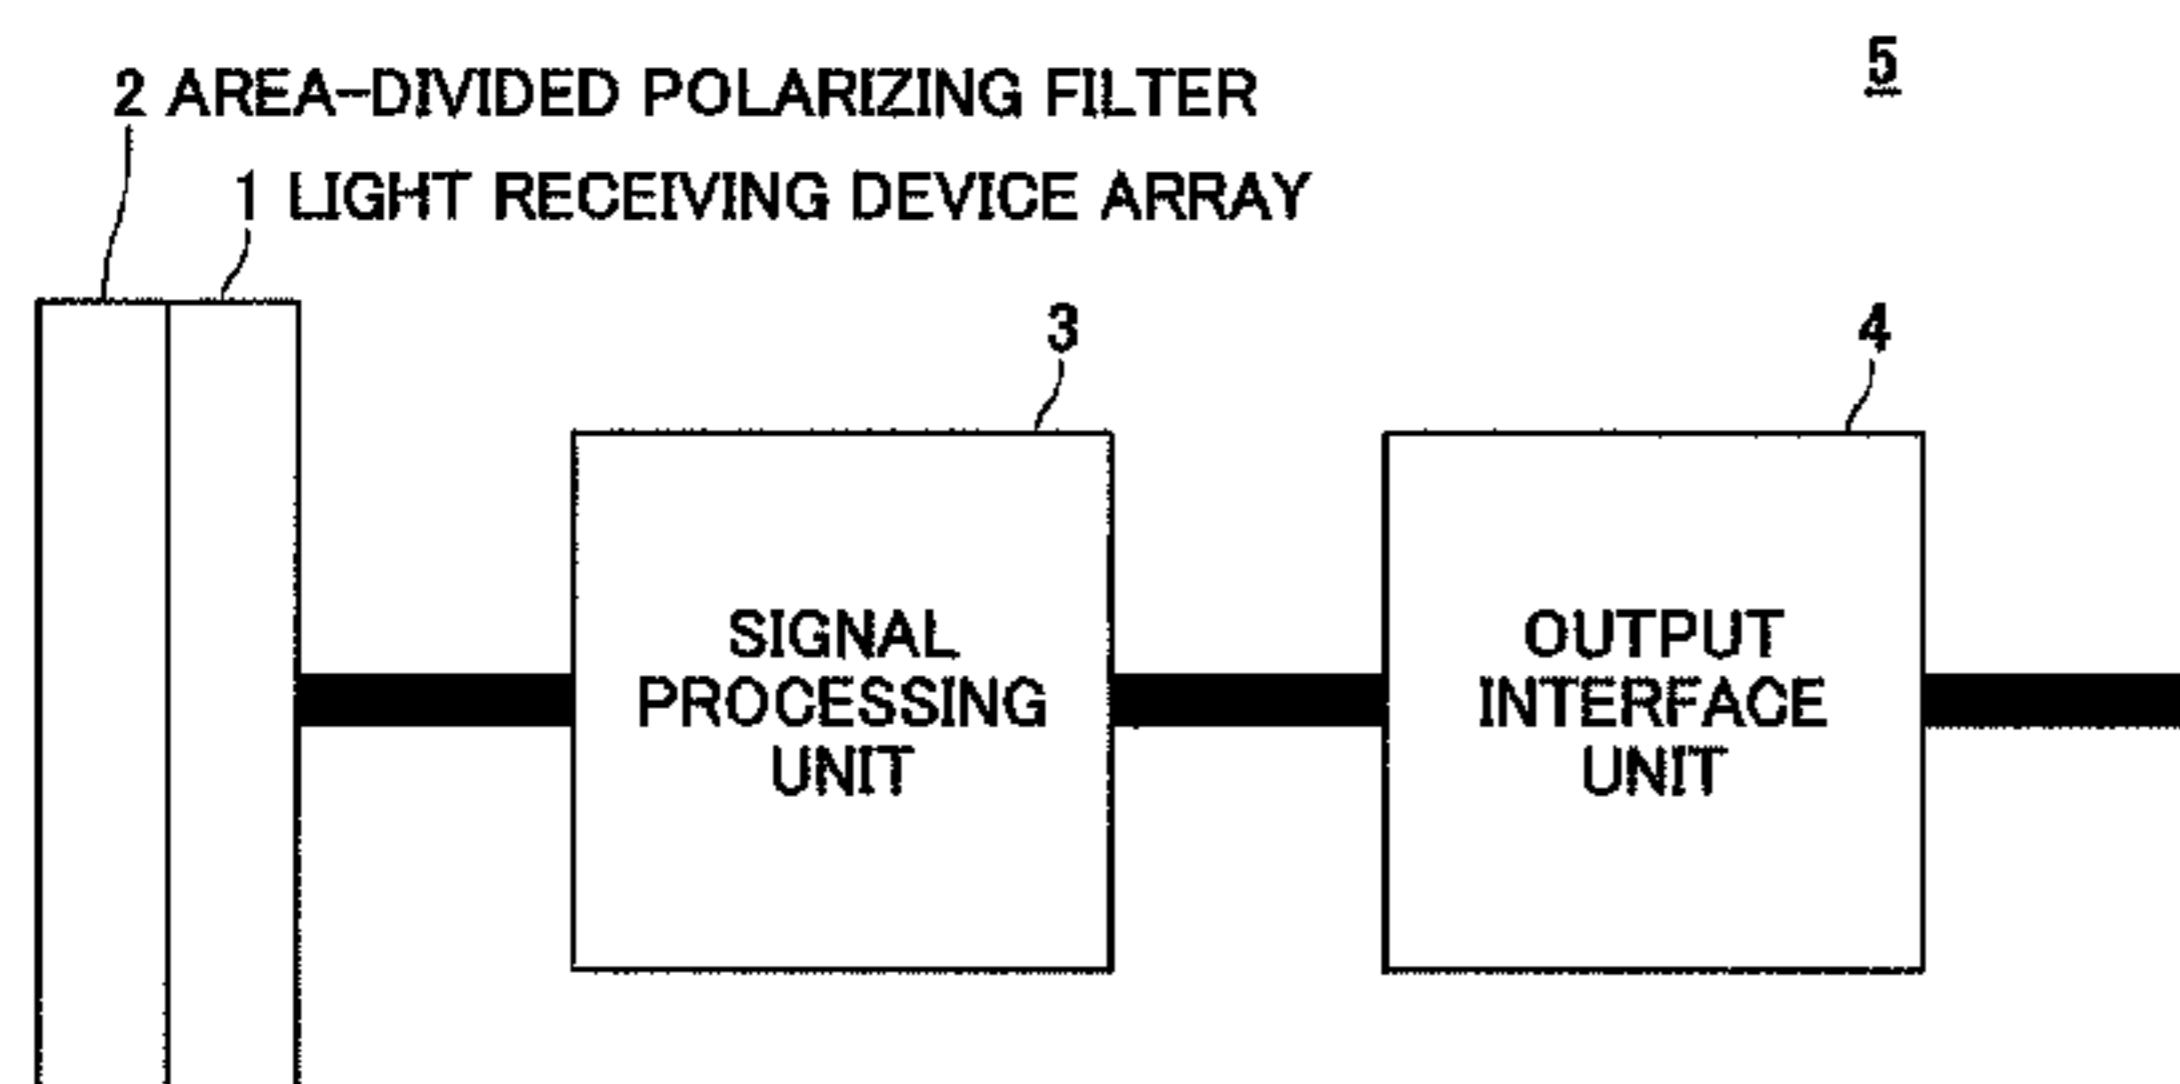 5
2 AREA-DIVIDED POLARIZING FILTER
1 LIGHT RECEIVING DEVICE ARRAY
3
4
SIGNAL
PROCESSING
UNIT
OUTPUT
INTERFACE
UNIT